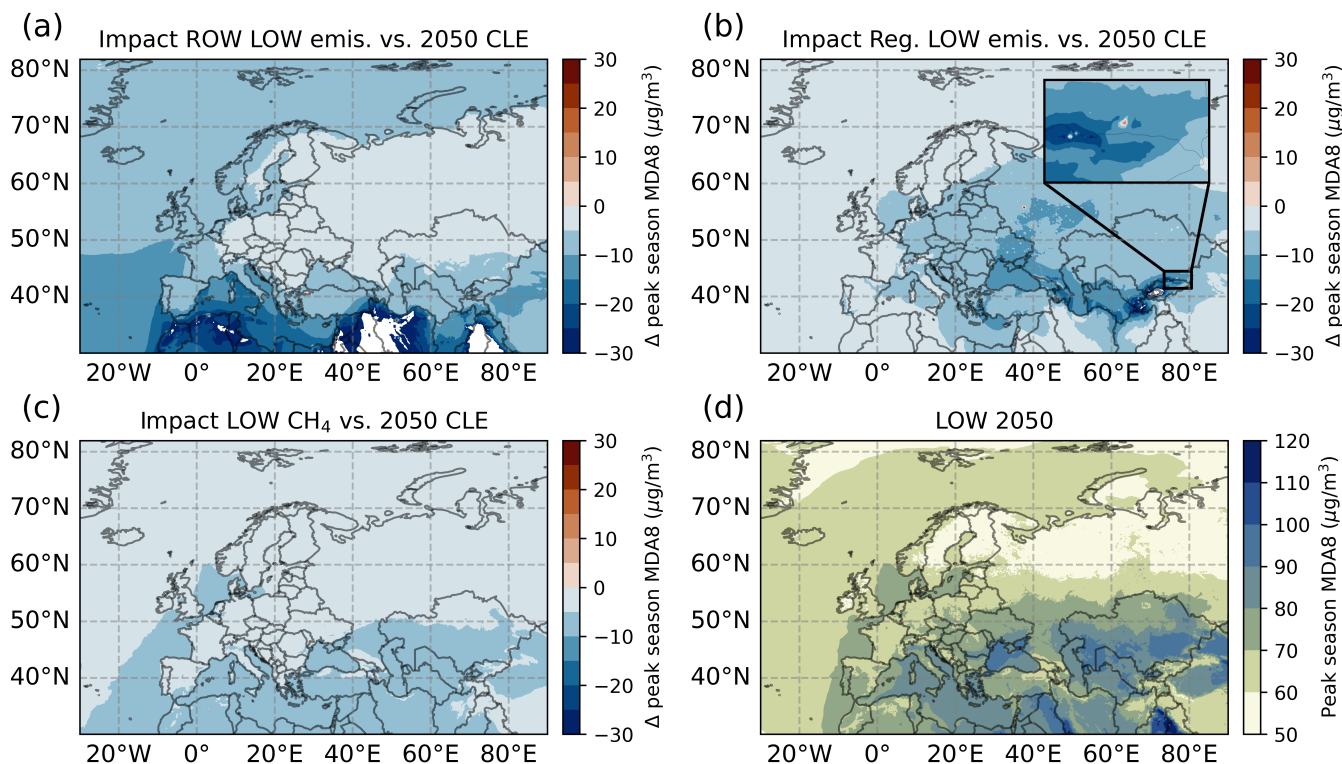 (a)
Impact ROW LOW emis. vs. 2050 CLE
80°N
70°N
60°N
50°N
40°N
20°W 0° 20°E 40°E 60°E 80°E
30
20
10
0
−10
−20
−30
Δ peak season MDA8 (μg/m³)
(b)
Impact Reg. LOW emis. vs. 2050 CLE
80°N
70°N
60°N
50°N
40°N
20°W 0° 20°E 40°E 60°E 80°E
30
20
10
0
−10
−20
−30
Δ peak season MDA8 (μg/m³)
(c)
Impact LOW CH₄ vs. 2050 CLE
80°N
70°N
60°N
50°N
40°N
20°W 0° 20°E 40°E 60°E 80°E
30
20
10
0
−10
−20
−30
Δ peak season MDA8 (μg/m³)
(d)
LOW 2050
80°N
70°N
60°N
50°N
40°N
20°W 0° 20°E 40°E 60°E 80°E
120
110
100
90
80
70
60
50
Peak season MDA8 (μg/m³)